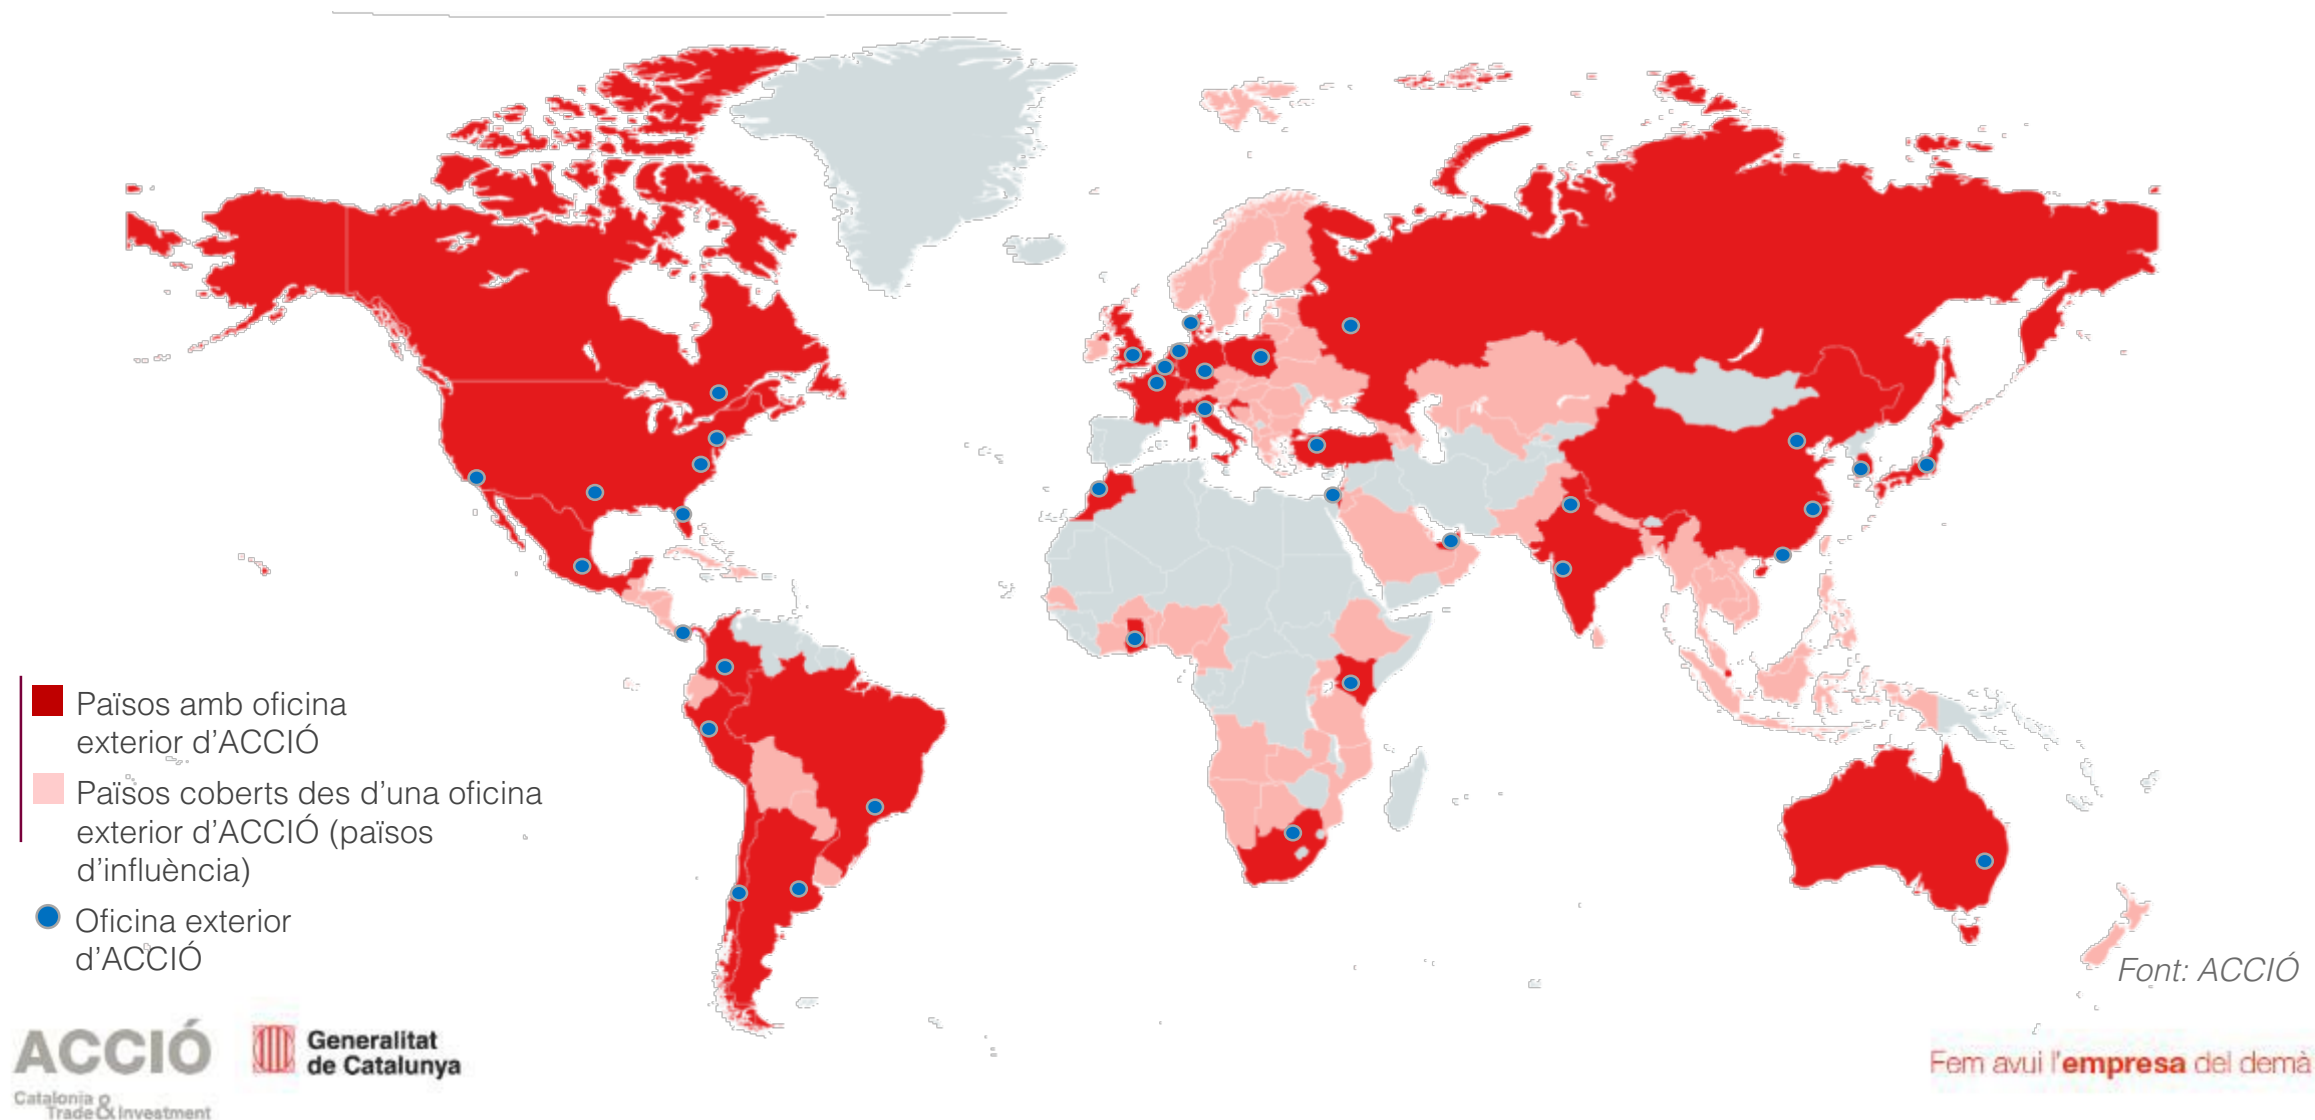 Països amb oficina
exterior d'ACCIÓ
Països coberts des d'una oficina
exterior d'ACCIÓ (països
d'influència)
Oficina exterior
d'ACCIÓ
Font: ACCIÓ
ACCIÓ
Catalonia
Trade & Investment
Generalitat
de Catalunya
Fem avui l'empresa del demà